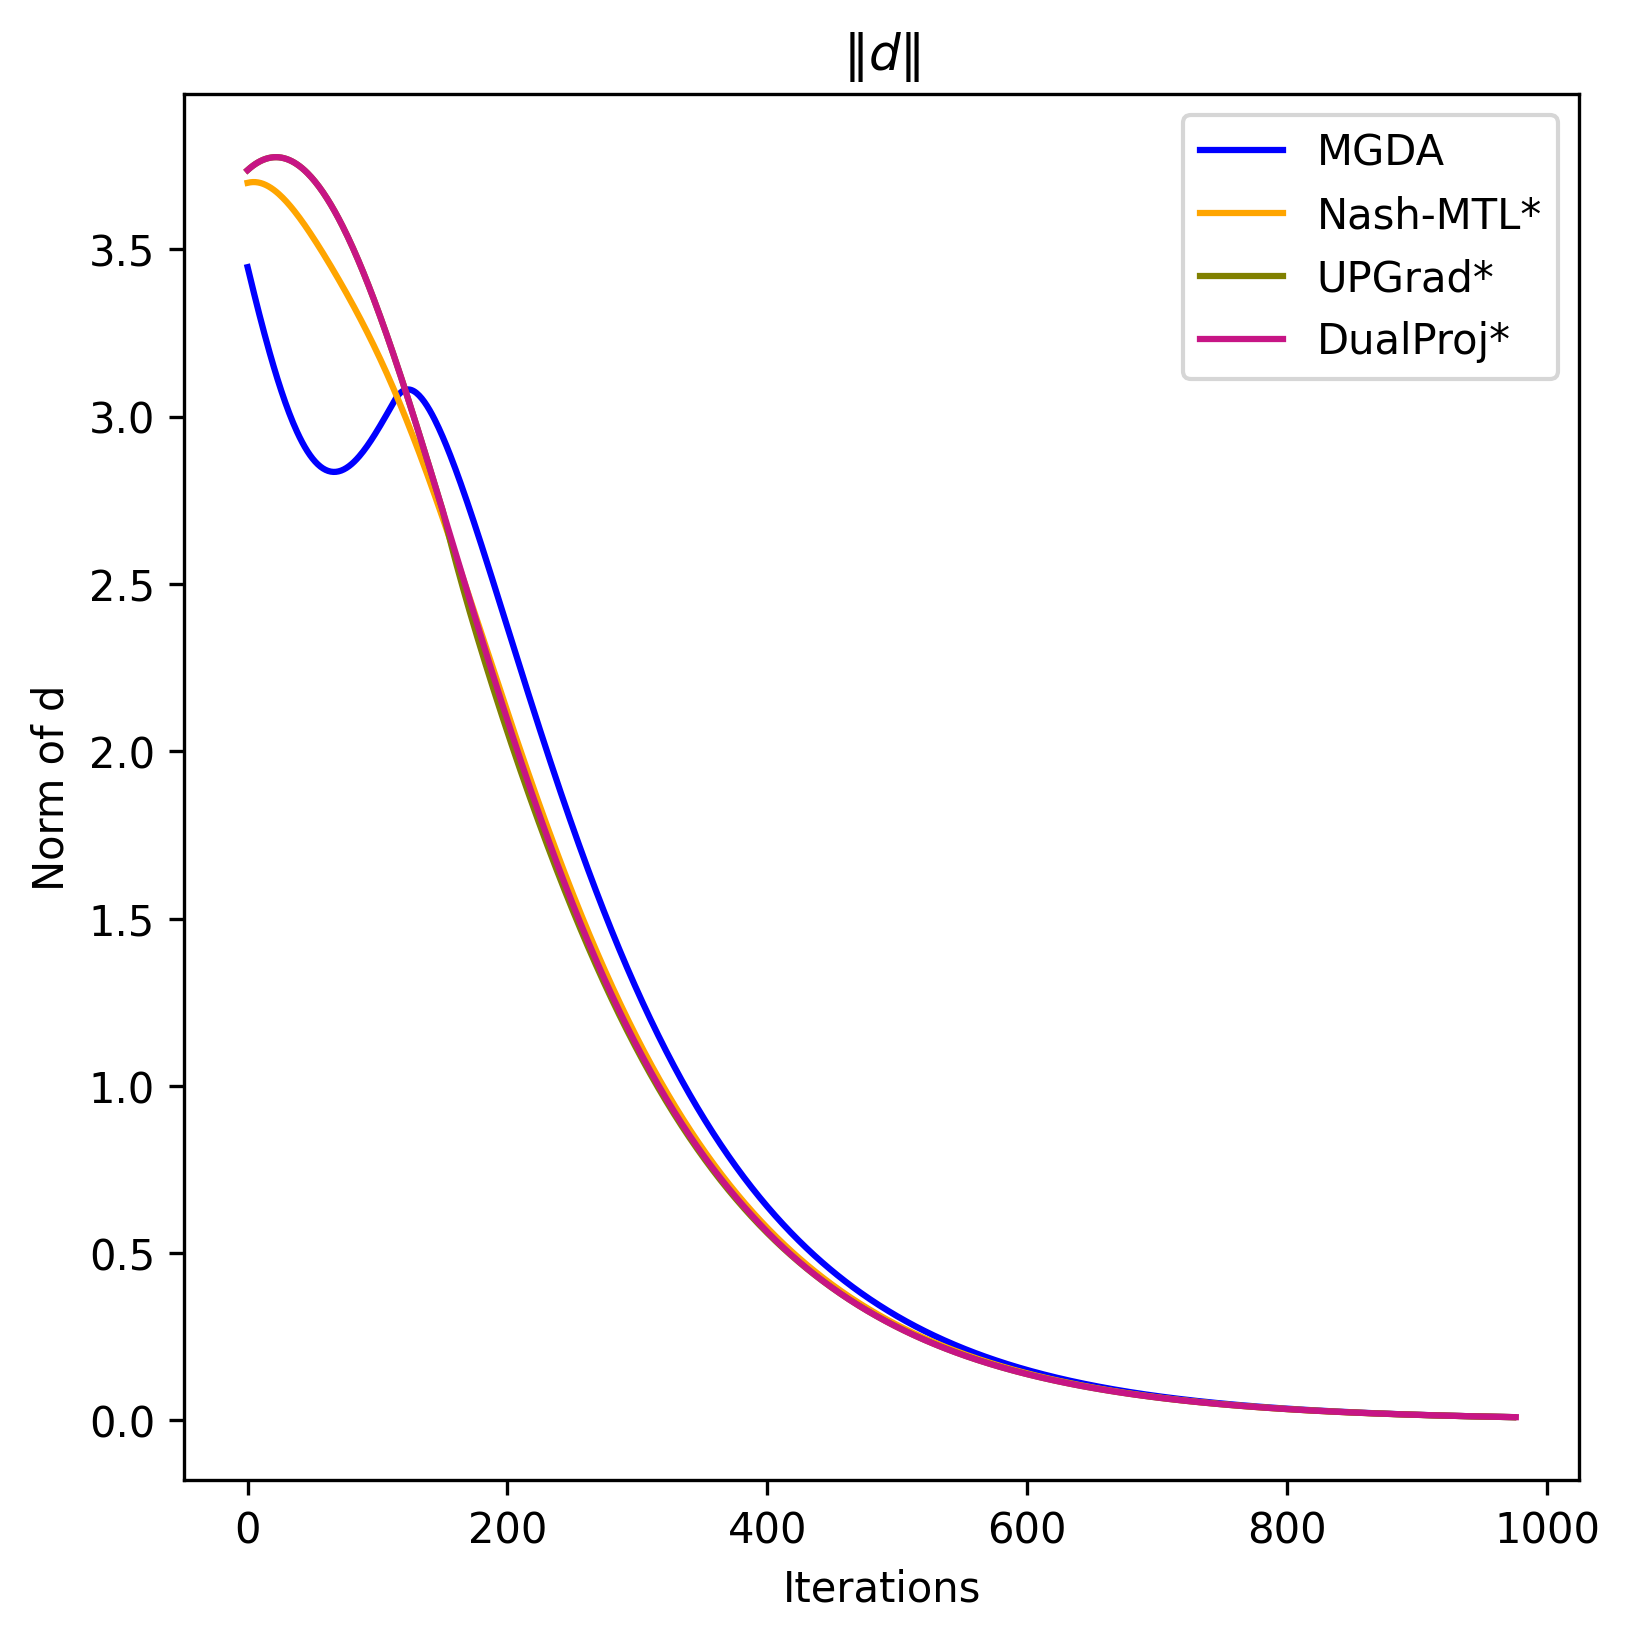 ‖d‖
MGDA
Nash-MTL*
UPGrad*
DualProj*
Norm of d
3.5
3.0
2.5
2.0
1.5
1.0
0.5
0.0
0 200 400 600 800 1000
Iterations